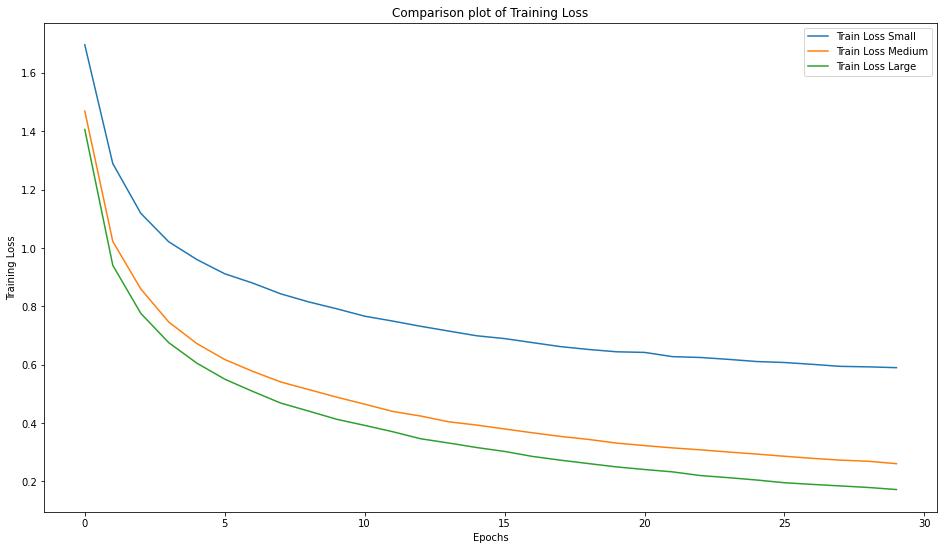 Comparison plot of Training Loss
Train Loss Small
Train Loss Medium
Train Loss Large
Training Loss
1.6
1.4
1.2
1.0
0.8
0.6
0.4
0.2
0 5 10 15 20 25 30
Epochs